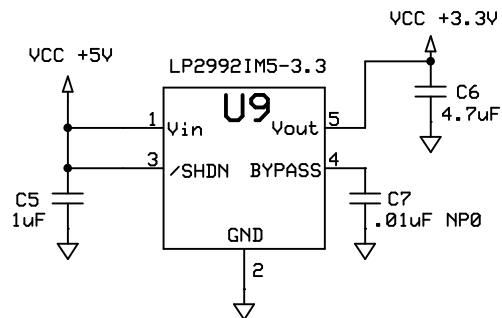 VCC +3.3V
VCC +5V
LP2992IM5-3.3
U9
1 Vin Vout 5
3 /SHDN BYPASS 4
C6
4.7uF
C5
1uF
C7
.01uF NP0
GND
2